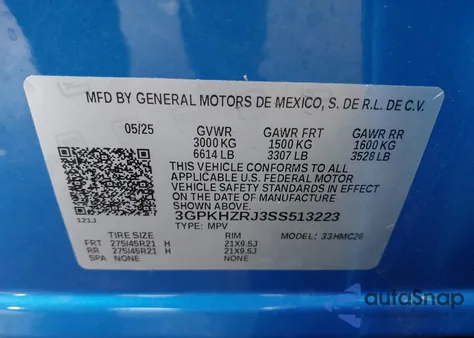 MFD BY GENERAL MOTORS DE MEXICO, S. DE R.L. DE C.V.
05/25 GVWR GAWR FRT GAWR RR
3000 KG 1500 KG 1600 KG
6614 LB 3307 LB 3528 LB
THIS VEHICLE CONFORMS TO ALL
APPLICABLE U.S. FEDERAL MOTOR
VEHICLE SAFETY STANDARDS IN
EFFECT ON THE DATE OF MANUFACTURE
SHOWN ABOVE.
3GPKHZRJ3SS513223
TYPE: MPV
121J
TIRE SIZE RIM MODEL: 33HMC26
FRT 275/45R21 H 21X9.5J
RR 275/45R21 H 21X9.5J
SPA NONE NONE
autoSnap